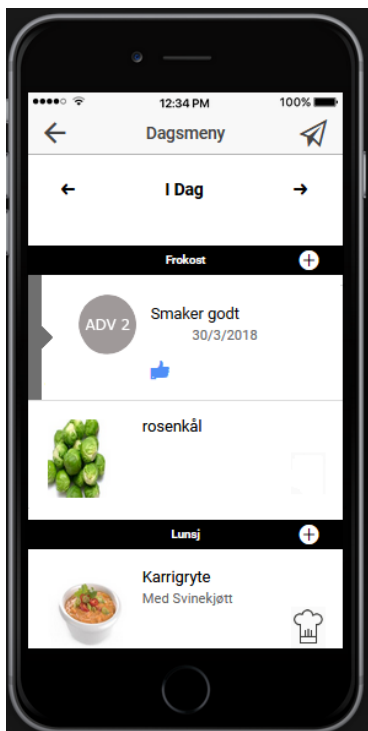 12:34 PM
100%
Dagsmeny
I Dag
Frokost
ADV 2
Smaker godt
30/3/2018
rosenkål
Lunsj
Karrigryte
Med Svinekjøtt